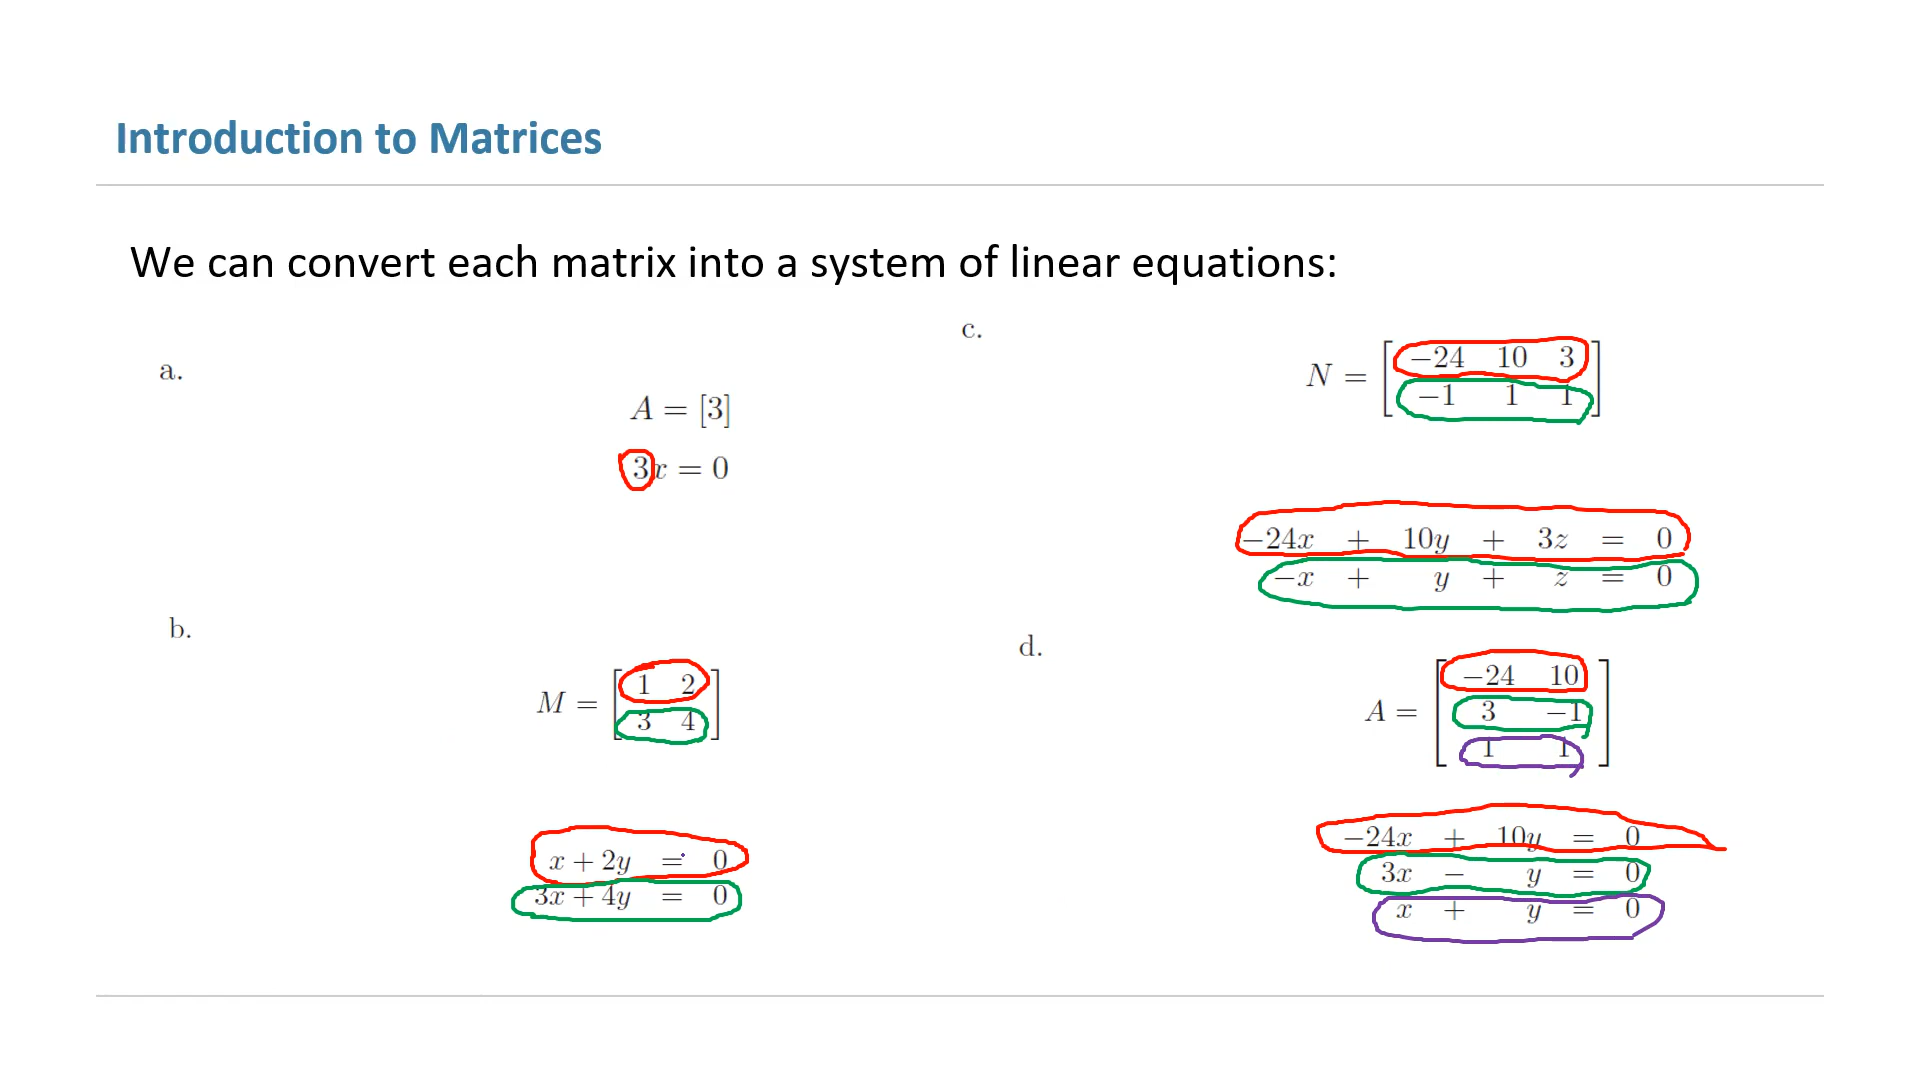 Introduction to Matrices
We can convert each matrix into a system of linear equations:
a.
A = [3]
3x = 0
b.
M = [ 1 2
3 4 ]
x + 2y = 0
3x + 4y = 0
c.
N = [ −24 10 3
−1 1 1 ]
−24x + 10y + 3z = 0
−x + y + z = 0
d.
A = [ −24 10
3 −1
1 1 ]
−24x + 10y = 0
3x − y = 0
x + y = 0